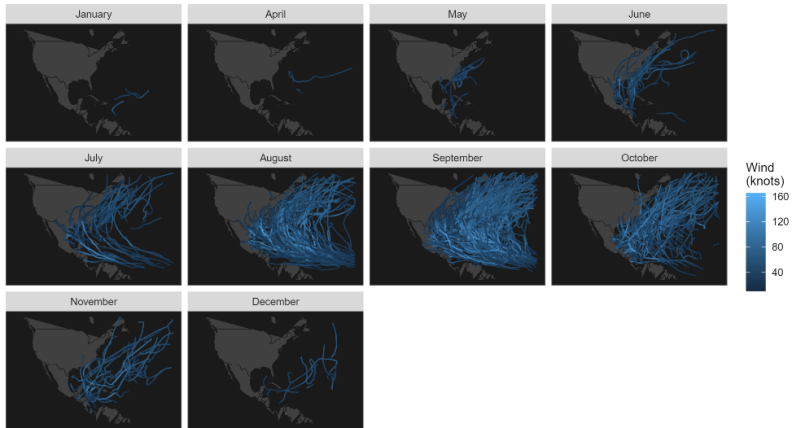 January
April
May
June
July
August
September
October
November
December
Wind
(knots)
160
120
80
40